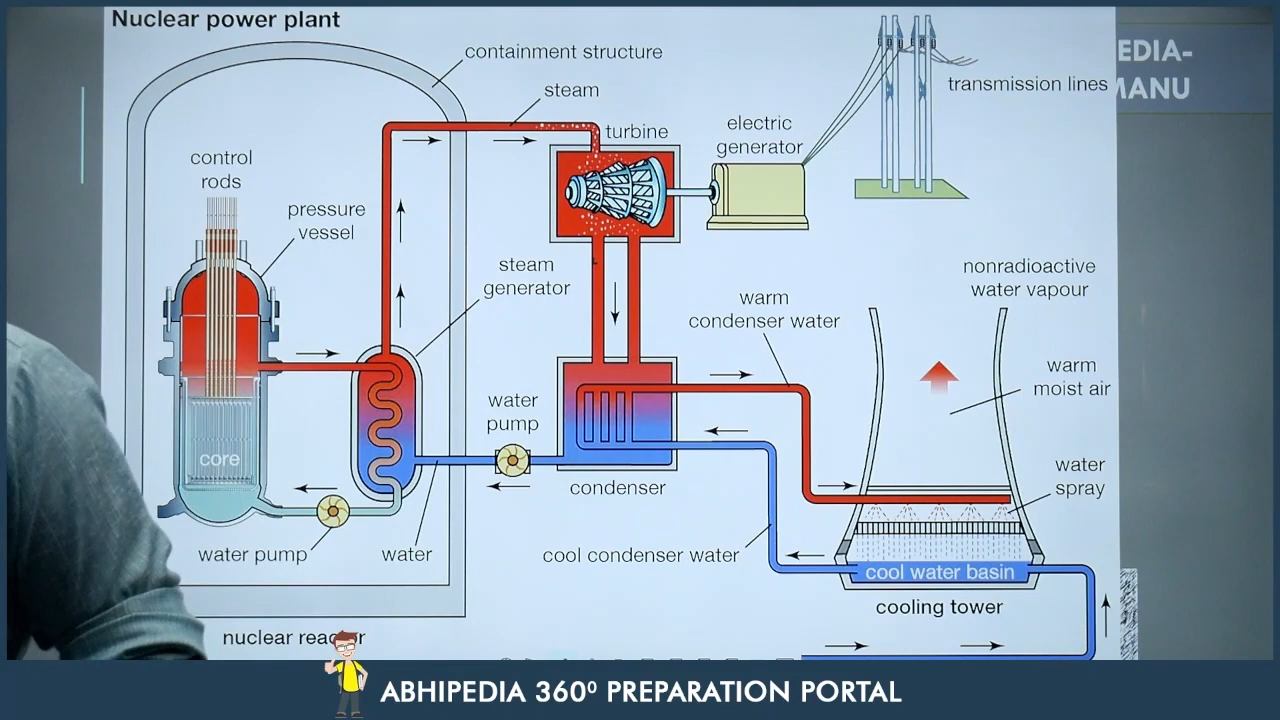 Nuclear power plant
containment structure
steam
EDIA-
MANU
transmission lines
turbine
electric
generator
control
rods
pressure
vessel
steam
generator
nonradioactive
water vapour
warm
condenser water
warm
moist air
water
pump
core
condenser
water
spray
water pump
water
cool condenser water
cool water basin
cooling tower
nuclear reactor
ABHIPEDIA 360⁰ PREPARATION PORTAL